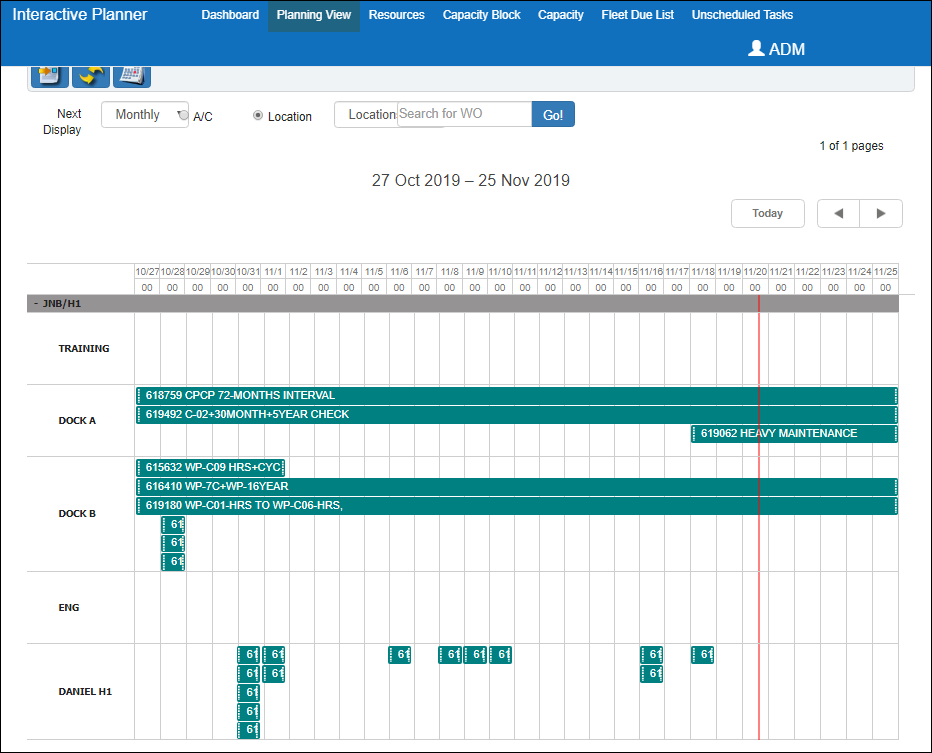 Interactive Planner Dashboard Planning View Resources Capacity Block Capacity Fleet Due List Unscheduled Tasks
ADM
Next Display Monthly A/C Location Location Search for WO Go!
1 of 1 pages
27 Oct 2019 – 25 Nov 2019
Today
10/27 10/28 10/29 10/30 10/31 11/1 11/2 11/3 11/4 11/5 11/6 11/7 11/8 11/9 11/10 11/11 11/12 11/13 11/14 11/15 11/16 11/17 11/18 11/19 11/20 11/21 11/22 11/23 11/24 11/25
00 00 00 00 00 00 00 00 00 00 00 00 00 00 00 00 00 00 00 00 00 00 00 00 00 00 00 00 00 00
- JNB/H1
TRAINING
618759 CPCP 72-MONTHS INTERVAL
619492 C-02+30MONTH+5YEAR CHECK
DOCK A
619062 HEAVY MAINTENANCE
615632 WP-C09 HRS+CYC
616410 WP-7C+WP-16YEAR
619180 WP-C01-HRS TO WP-C06-HRS,
DOCK B
61
61
61
ENG
61 61 61 61 61 61 61 61
61 61 61
DANIEL H1
61
61
61